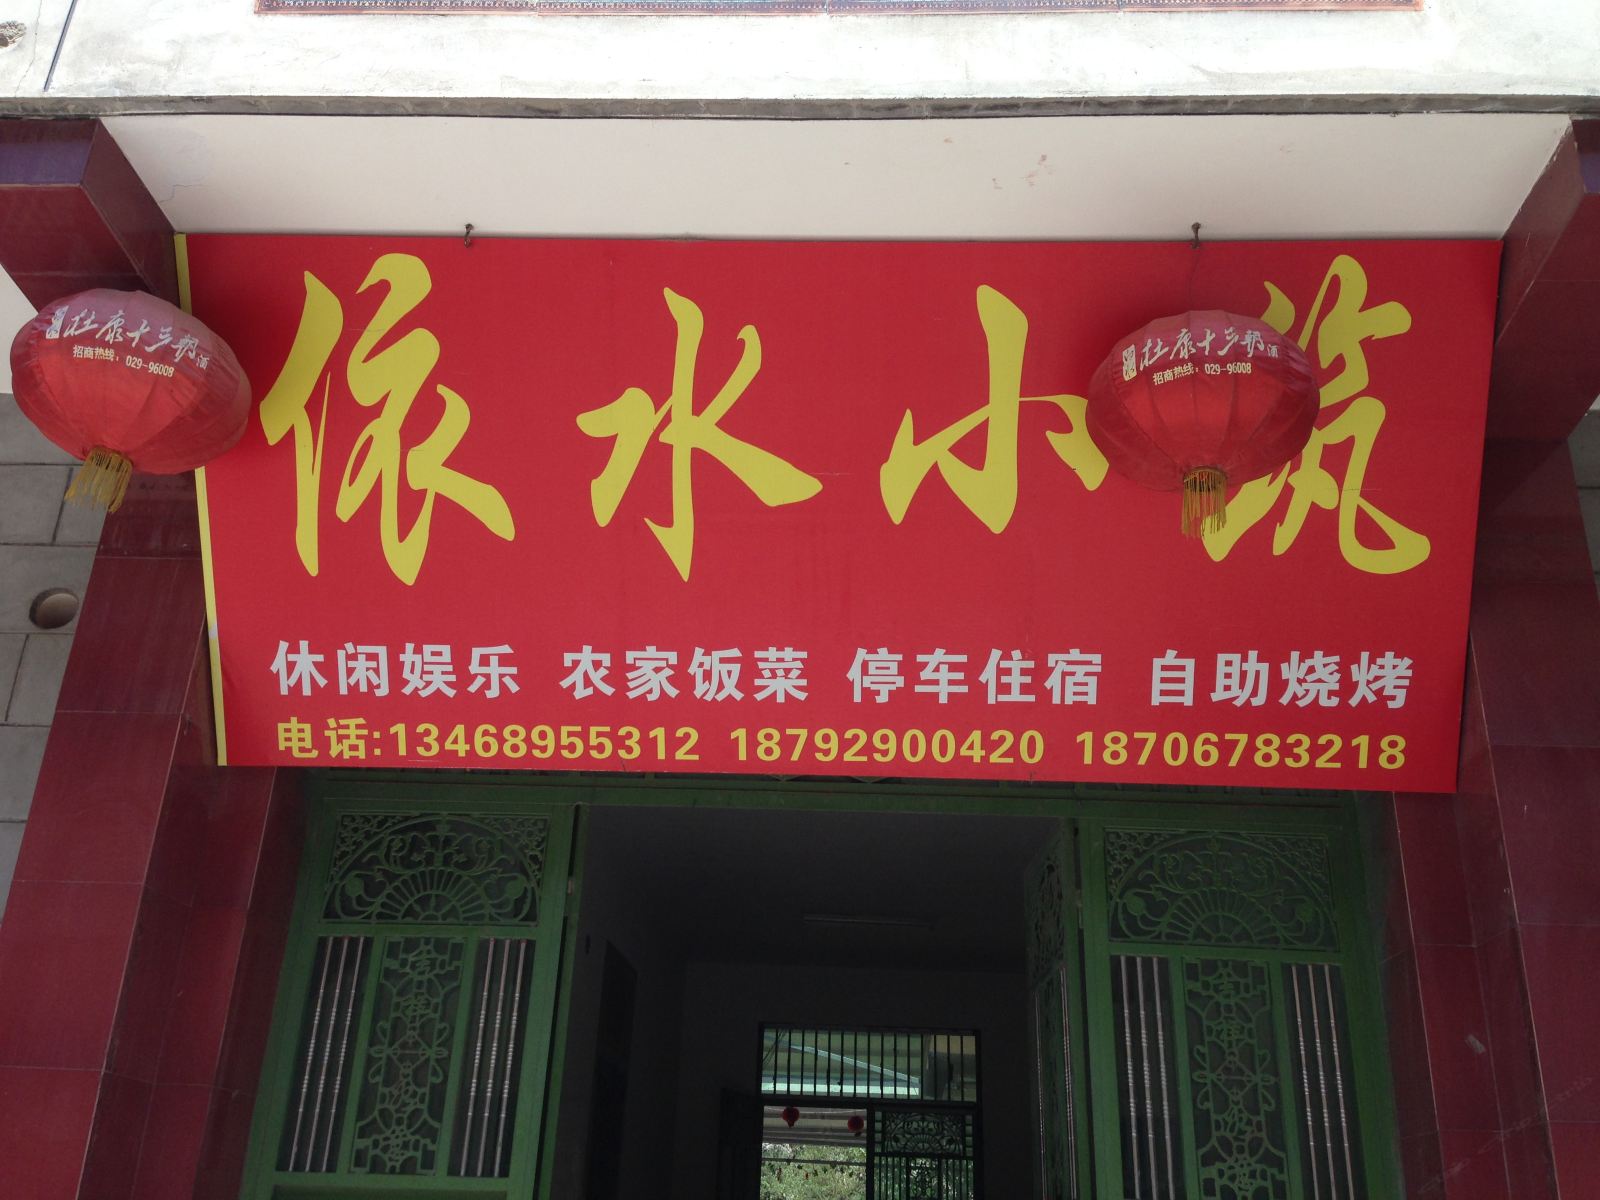 依水小筑
休闲娱乐 农家饭菜 停车住宿 自助烧烤
电话:13468955312 18792900420 18706783218
杜康十三朝酒
招商热线：029-96008
杜康十三朝酒
招商热线：029-96008